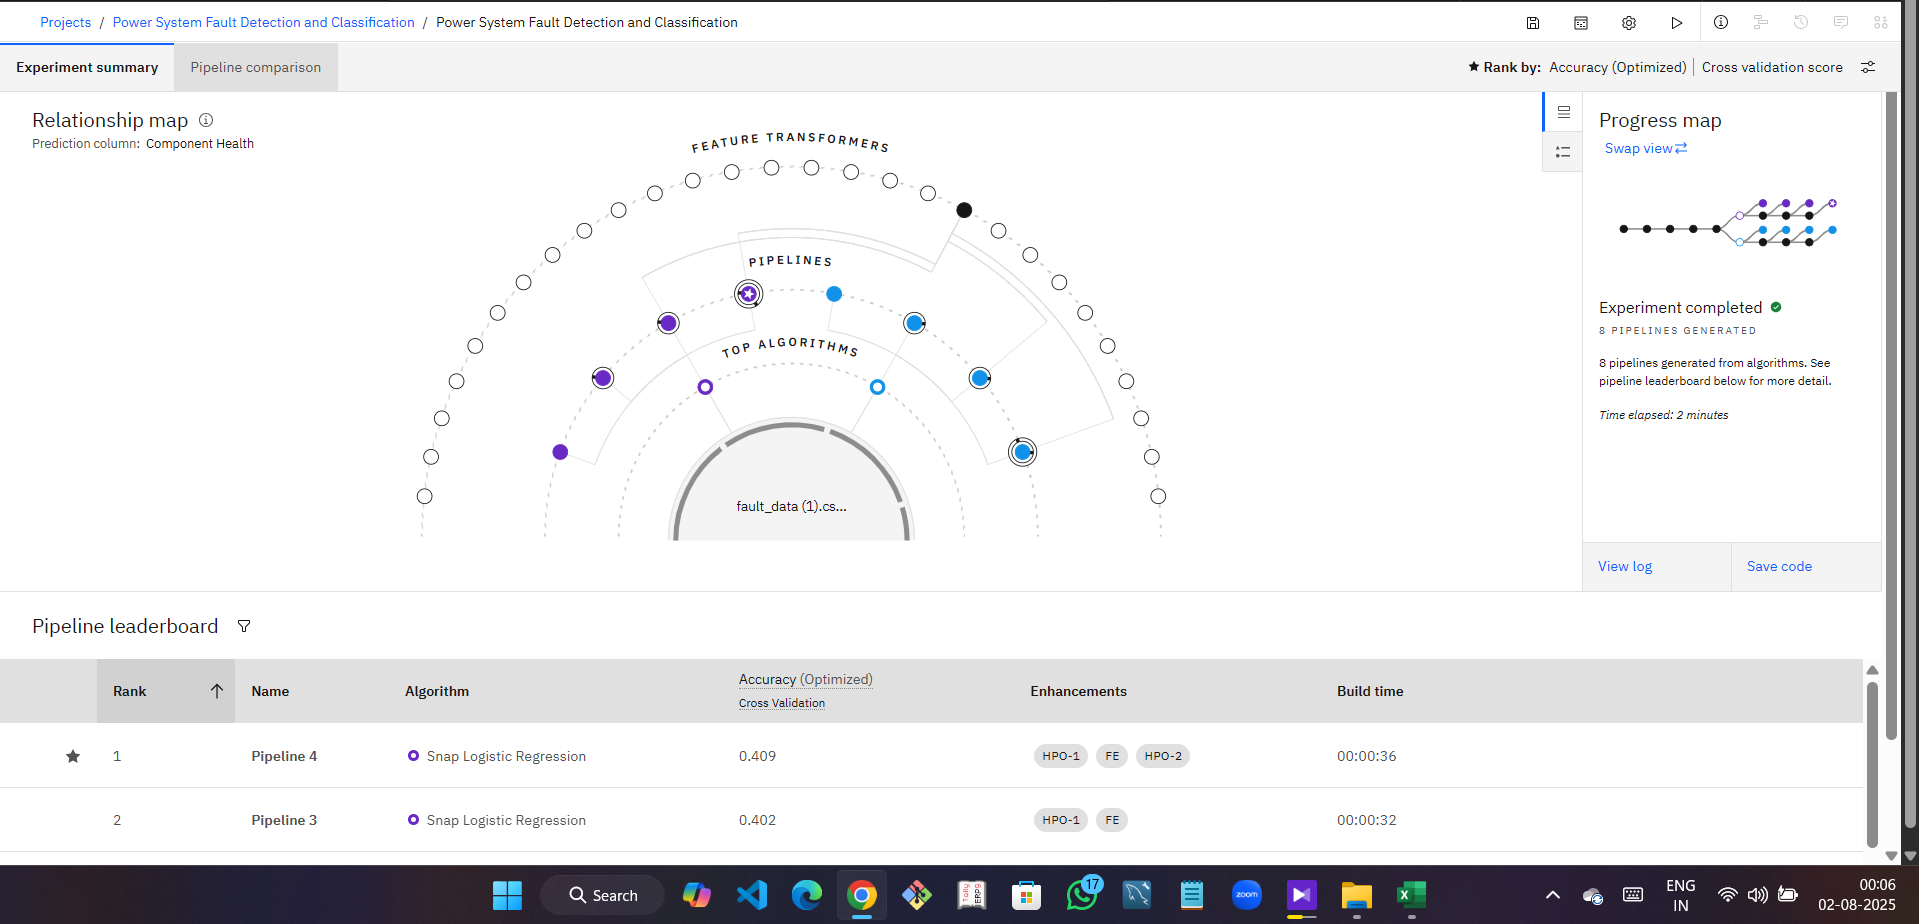 Projects / Power System Fault Detection and Classification / Power System Fault Detection and Classification
Experiment summary
Pipeline comparison
Rank by: Accuracy (Optimized) | Cross validation score
Relationship map
Prediction column: Component Health
FEATURE TRANSFORMERS
PIPELINES
TOP ALGORITHMS
fault_data (1).cs...
Progress map
Swap view
Experiment completed
8 PIPELINES GENERATED
8 pipelines generated from algorithms. See
pipeline leaderboard below for more detail.
Time elapsed: 2 minutes
View log
Save code
Pipeline leaderboard
Rank Name Algorithm Accuracy (Optimized) Enhancements Build time
Cross Validation
1 Pipeline 4 Snap Logistic Regression 0.409 HPO-1 FE HPO-2 00:00:36
2 Pipeline 3 Snap Logistic Regression 0.402 HPO-1 FE 00:00:32
Search
Tally
ERP9
17
zoom
ENG
IN
00:06
02-08-2025